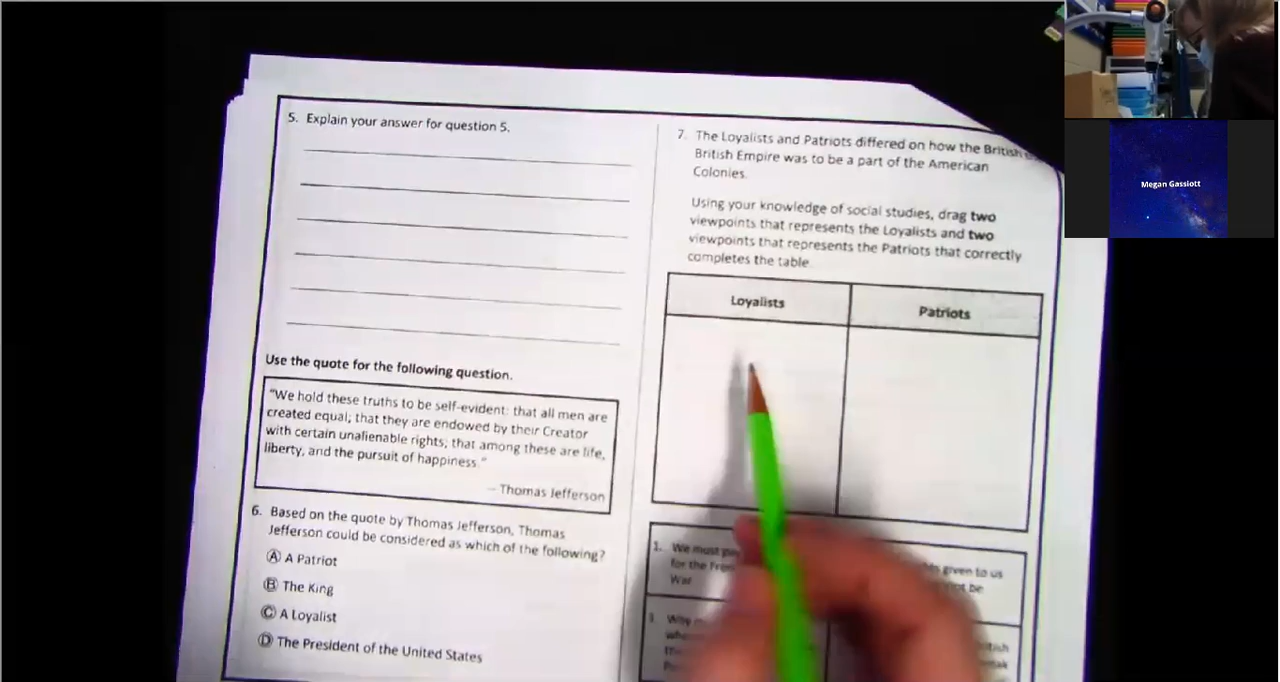 5. Explain your answer for question 5.
Use the quote for the following question.
"We hold these truths to be self-evident: that all men are
created equal; that they are endowed by their Creator
with certain unalienable rights; that among these are life,
liberty, and the pursuit of happiness."
– Thomas Jefferson
6. Based on the quote by Thomas Jefferson, Thomas
Jefferson could be considered as which of the following?
Ⓐ A Patriot
Ⓑ The King
Ⓒ A Loyalist
Ⓓ The President of the United States
7. The Loyalists and Patriots differed on how the British
British Empire was to be a part of the American
Colonies.
Using your knowledge of social studies, drag two
viewpoints that represents the Loyalists and two
viewpoints that represents the Patriots that correctly
completes the table.
Loyalists
Patriots
1. We must
for the
War
given to us
be
3. Why
Megan Gassiott